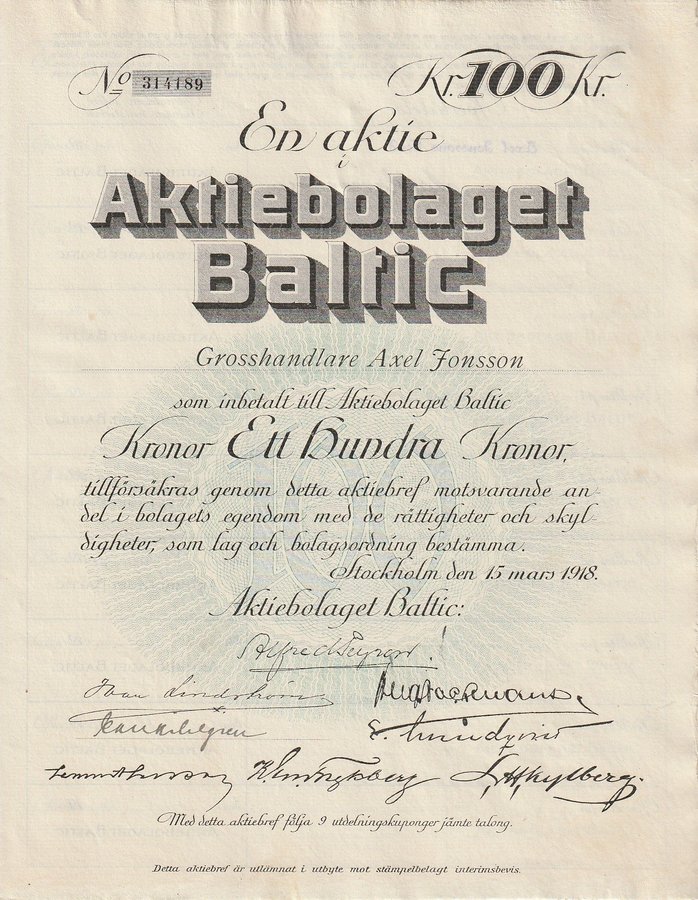 No 314189
Kr. 100 Kr.
En aktie
i
Aktiebolaget
Baltic
Grosshandlare Axel Jonsson
som inbetalt till Aktiebolaget Baltic
Kronor Ett Hundra Kronor,
tillförsäkras genom detta aktiebref motsvarande an-
del i bolagets egendom med de rättigheter och skyl-
digheter, som lag och bolagsordning bestämma.
Stockholm den 15 mars 1918.
Aktiebolaget Baltic:
Ivan Lindström
Med detta aktiebref följa 9 utdelningskuponger jämte talong.
Detta aktiebref är utlämnat i utbyte mot stämpelbelagt interimsbevis.